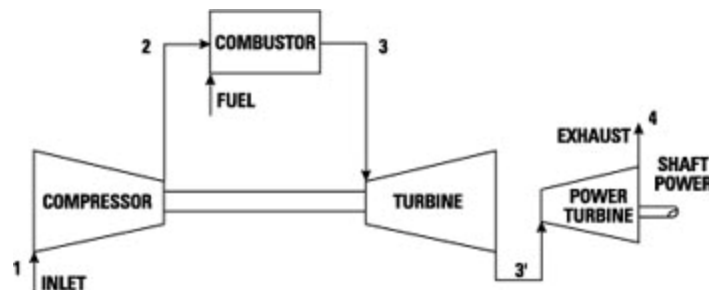 2
COMBUSTOR
3
FUEL
4
EXHAUST
SHAFT
POWER
COMPRESSOR
TURBINE
POWER
TURBINE
1
INLET
3'